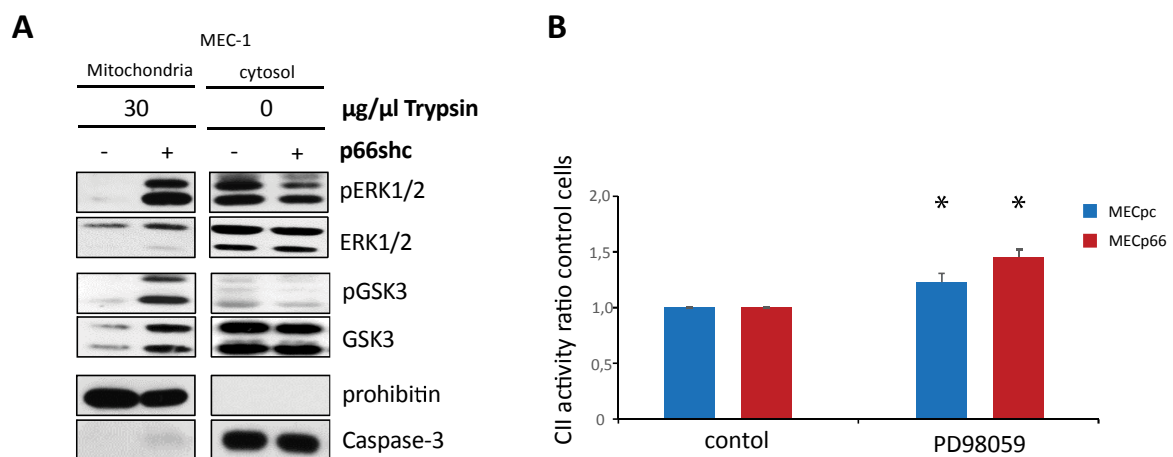 A
MEC-1
Mitochondria cytosol
30 0 µg/µl Trypsin
- + - + p66shc
pERK1/2
ERK1/2
pGSK3
GSK3
prohibitin
Caspase-3
B
CII activity ratio control cells
2,0
1,5
1,0
0,5
0
* *
MECpc
MECp66
contol PD98059